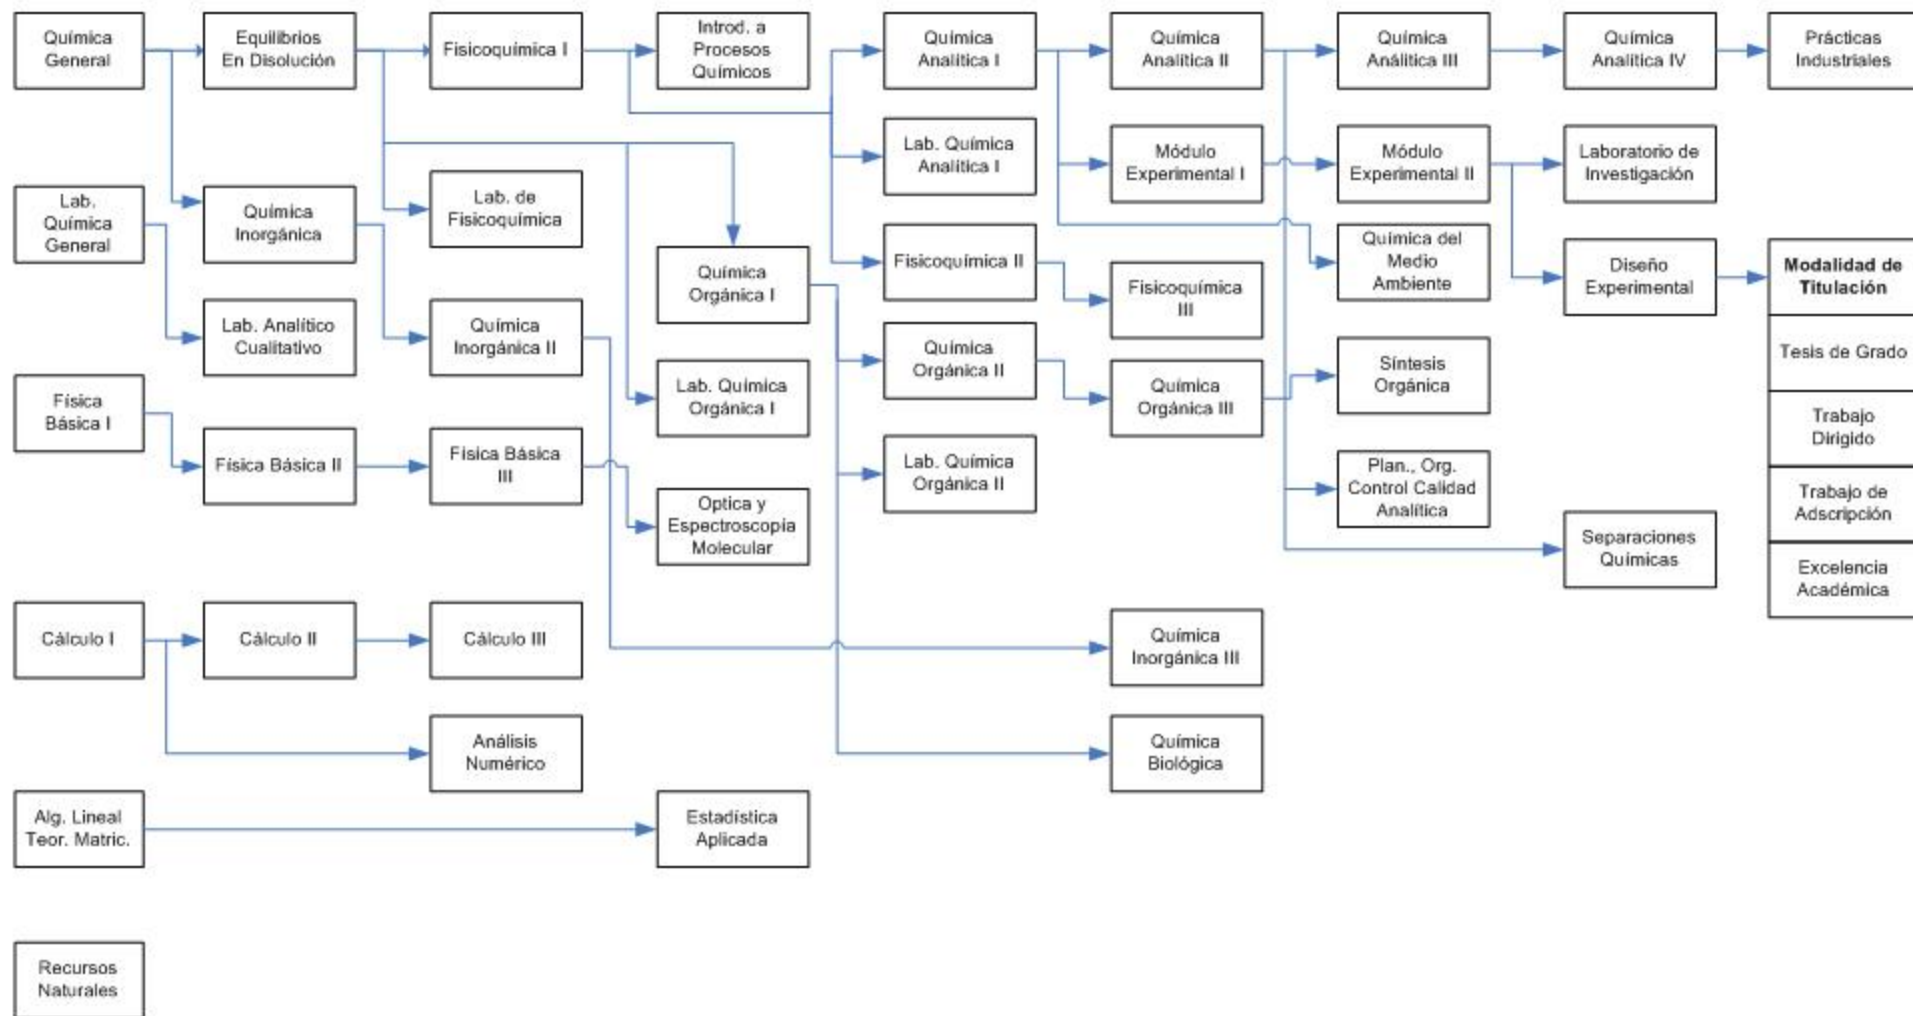 Química
General
Equilibrios
En Disolución
Fisicoquímica I
Introd. a
Procesos
Químicos
Química
Analítica I
Química
Analítica II
Química
Análitica III
Química
Analítica IV
Prácticas
Industriales
Lab. Química
Analítica I
Módulo
Experimental I
Módulo
Experimental II
Laboratorio de
Investigación
Lab.
Química
General
Química
Inorgánica
Lab. de
Fisicoquímica
Química
Orgánica I
Fisicoquímica II
Fisicoquímica
III
Química del
Medio
Ambiente
Diseño
Experimental
Modalidad de
Titulación
Lab. Analítico
Cualitativo
Química
Inorgánica II
Química
Orgánica II
Síntesis
Orgánica
Tesis de Grado
Física
Básica I
Lab. Química
Orgánica I
Química
Orgánica III
Trabajo
Dirigido
Física Básica II
Física Básica
III
Optica y
Espectroscopía
Molecular
Lab. Química
Orgánica II
Plan., Org.
Control Calidad
Analítica
Trabajo de
Adscripción
Separaciones
Químicas
Excelencia
Académica
Cálculo I
Cálculo II
Cálculo III
Química
Inorgánica III
Análisis
Numérico
Química
Biológica
Alg. Lineal
Teor. Matric.
Estadística
Aplicada
Recursos
Naturales